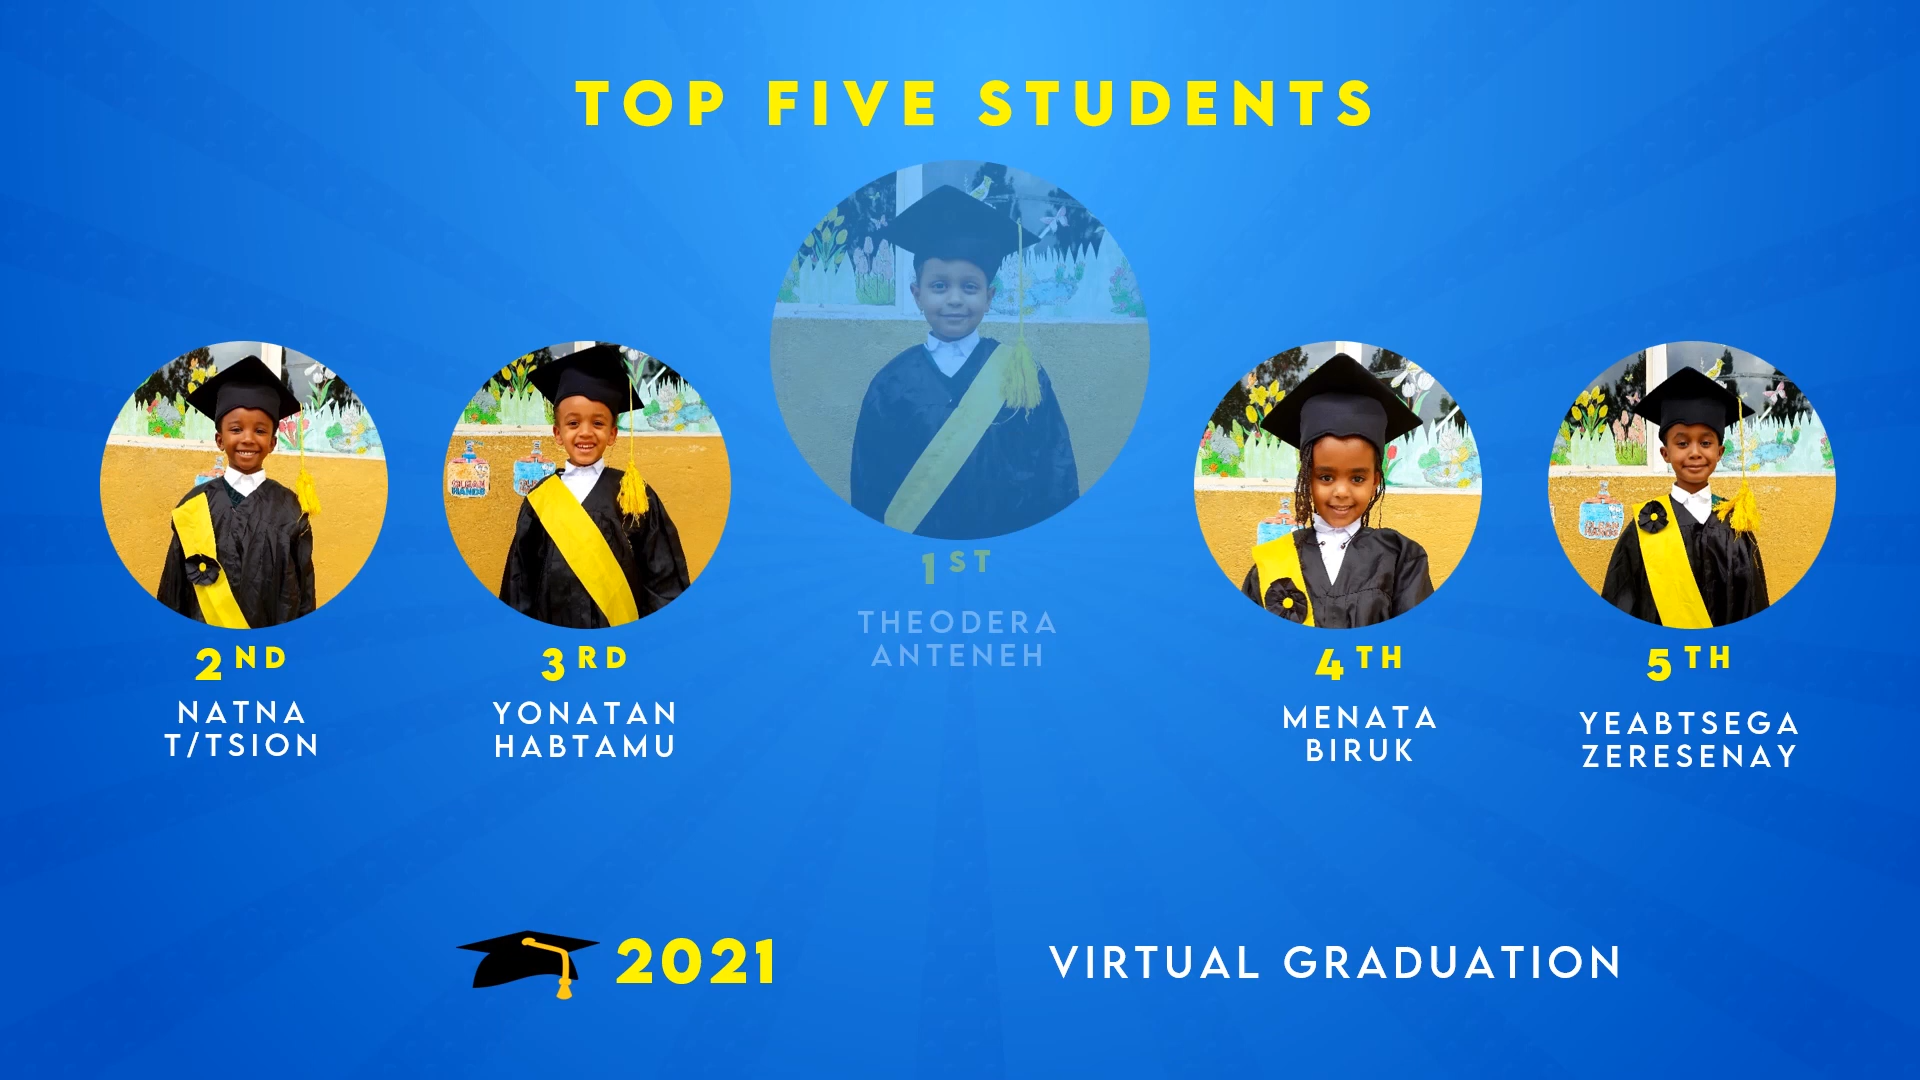 TOP FIVE STUDENTS
1ST
THEODERA
ANTENEH
2ND
NATNA
T/TSION
3RD
YONATAN
HABTAMU
4TH
MENATA
BIRUK
5TH
YEABTSEGA
ZERESENAY
2021
VIRTUAL GRADUATION